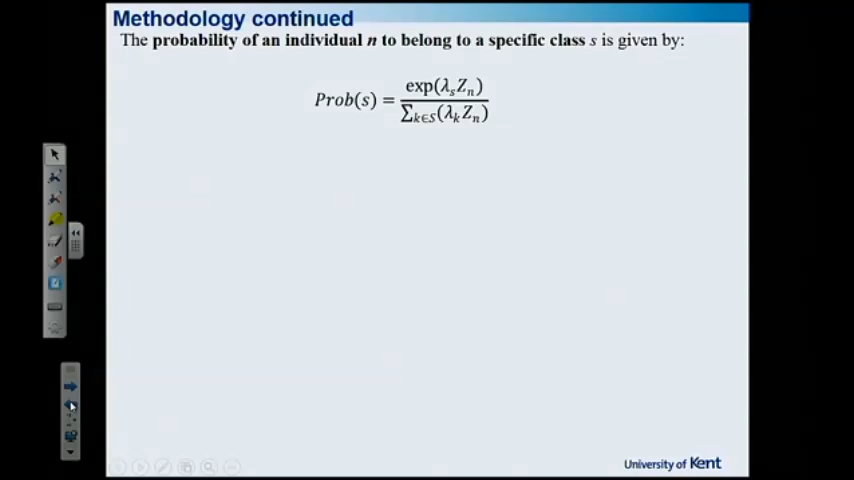 Methodology continued
The probability of an individual n to belong to a specific class s is given by:
Prob(s) = exp(λ_s Z_n) / ∑_{k∈S}(λ_k Z_n)
University of Kent